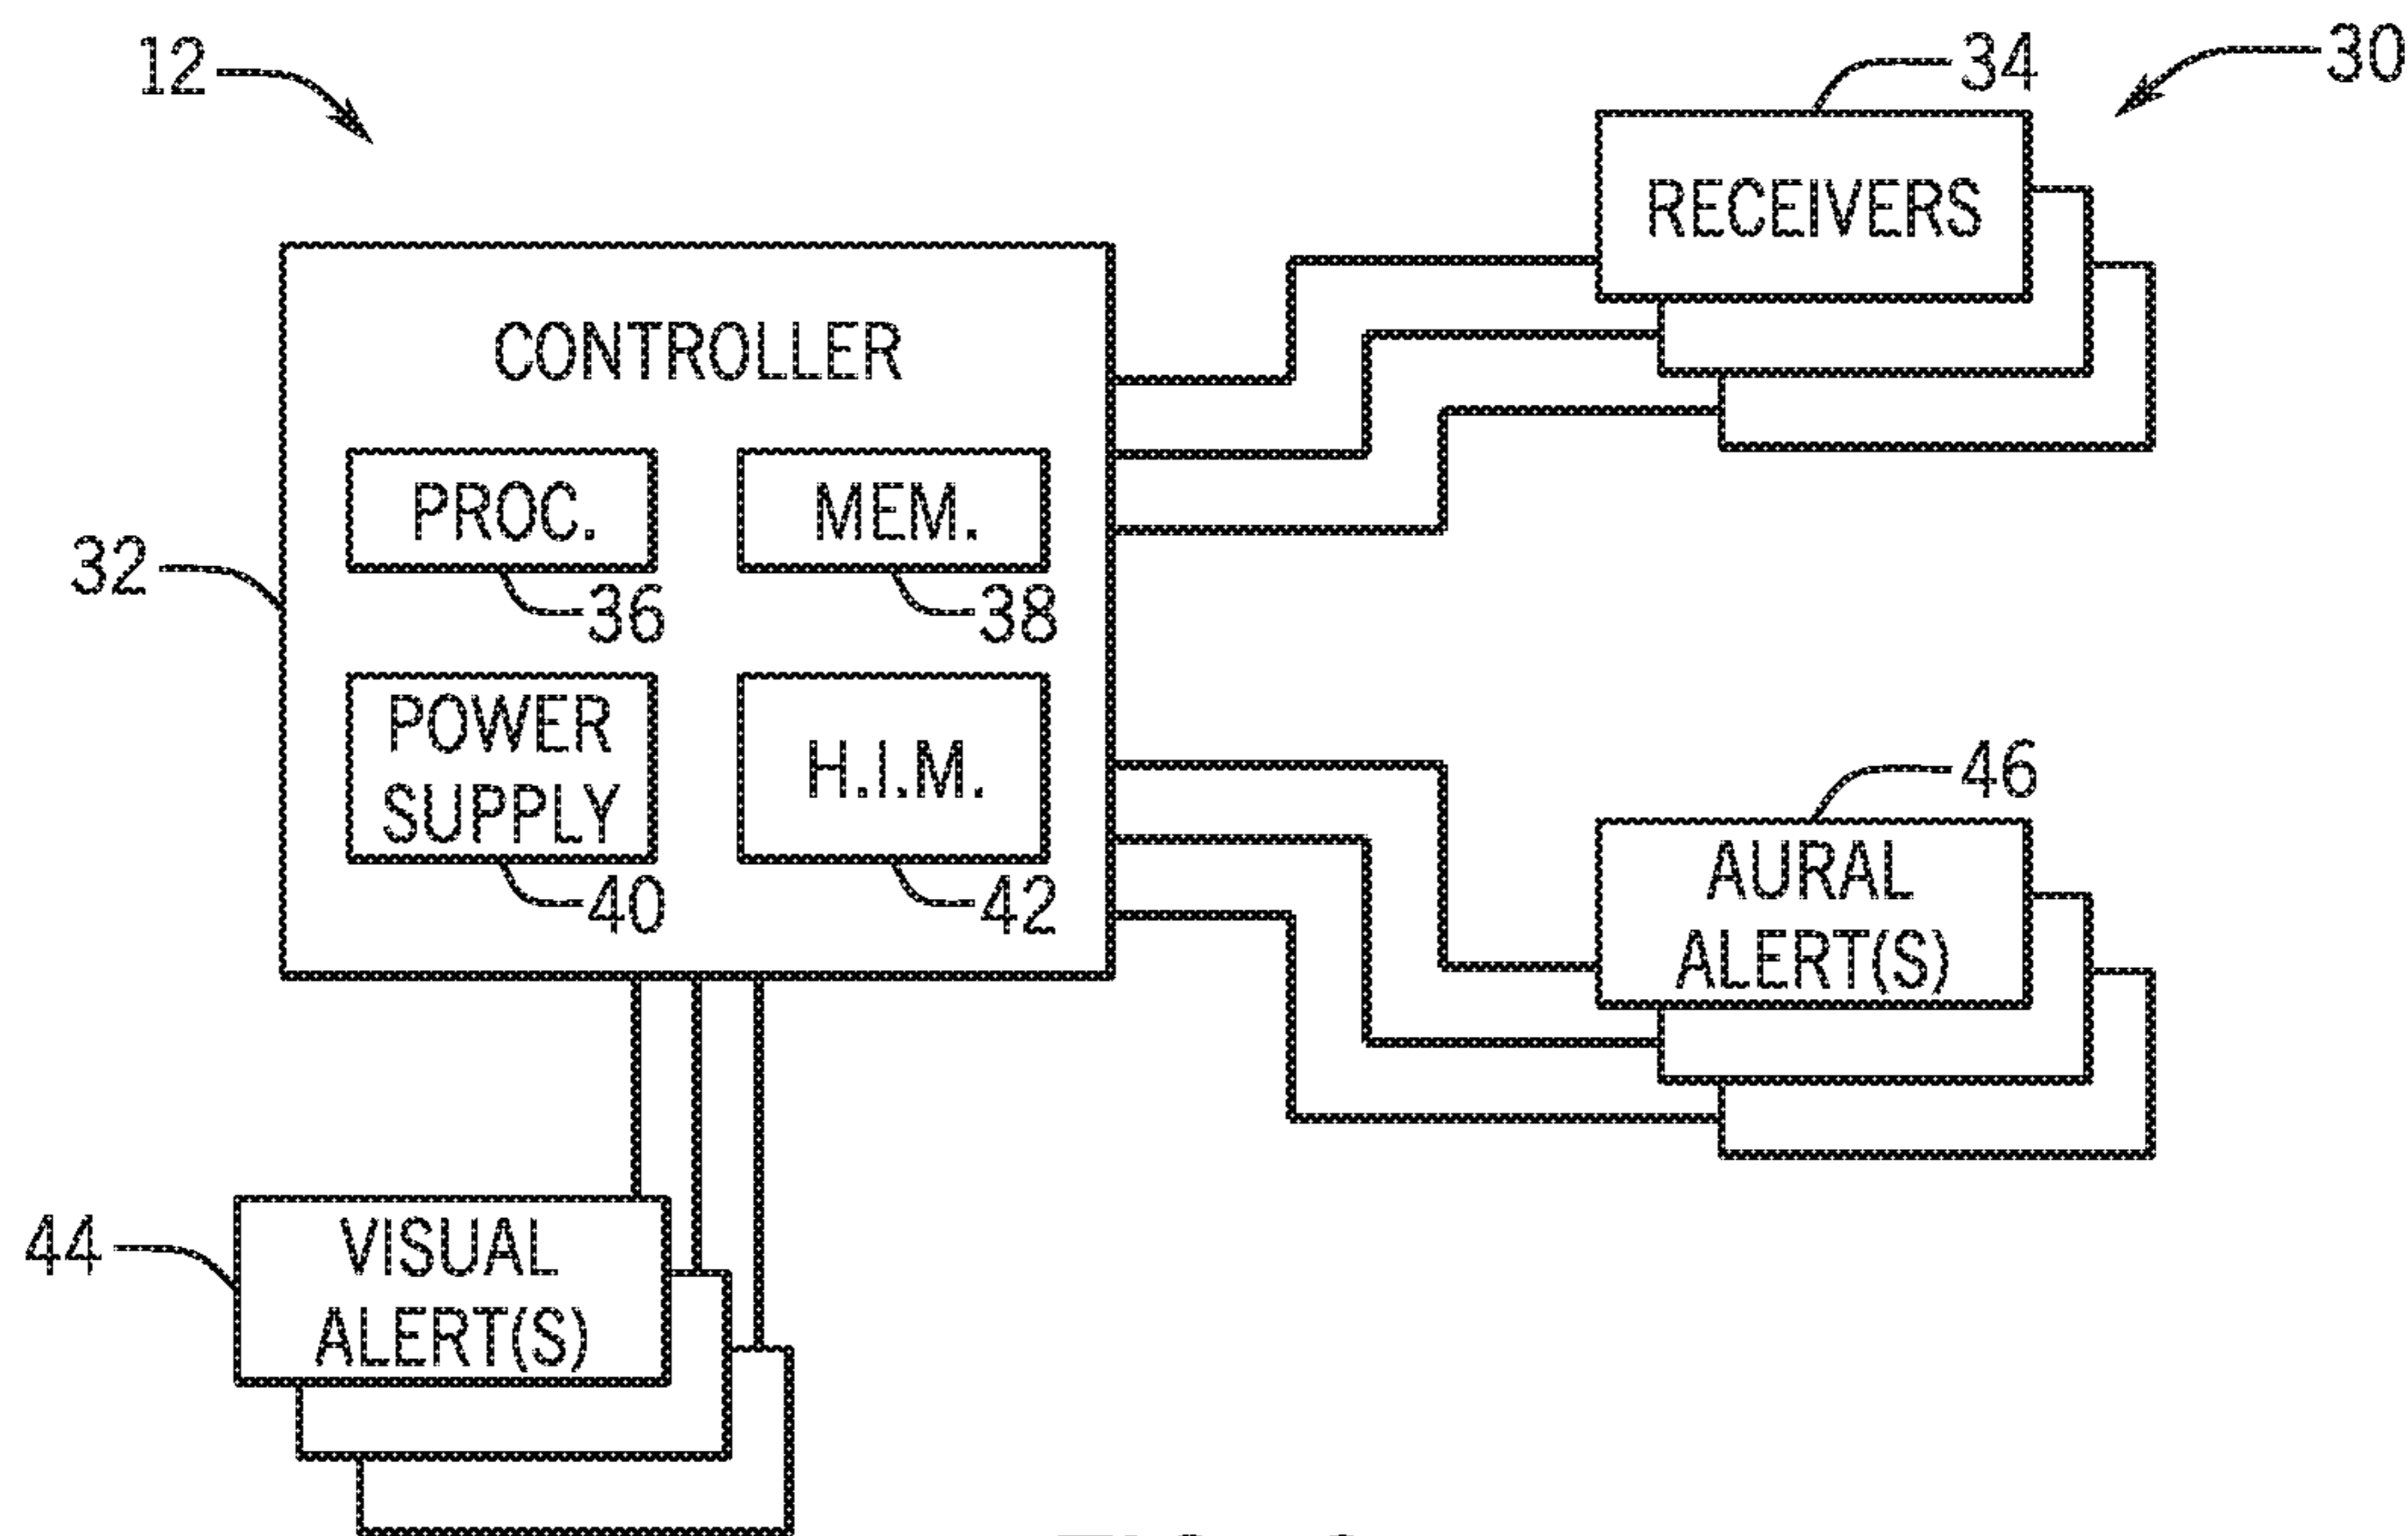 12
34
30
RECEIVERS
CONTROLLER
PROC.
MEM.
32
36
38
POWER
SUPPLY
H.I.M.
40
42
46
AURAL
ALERT(S)
44
VISUAL
ALERT(S)